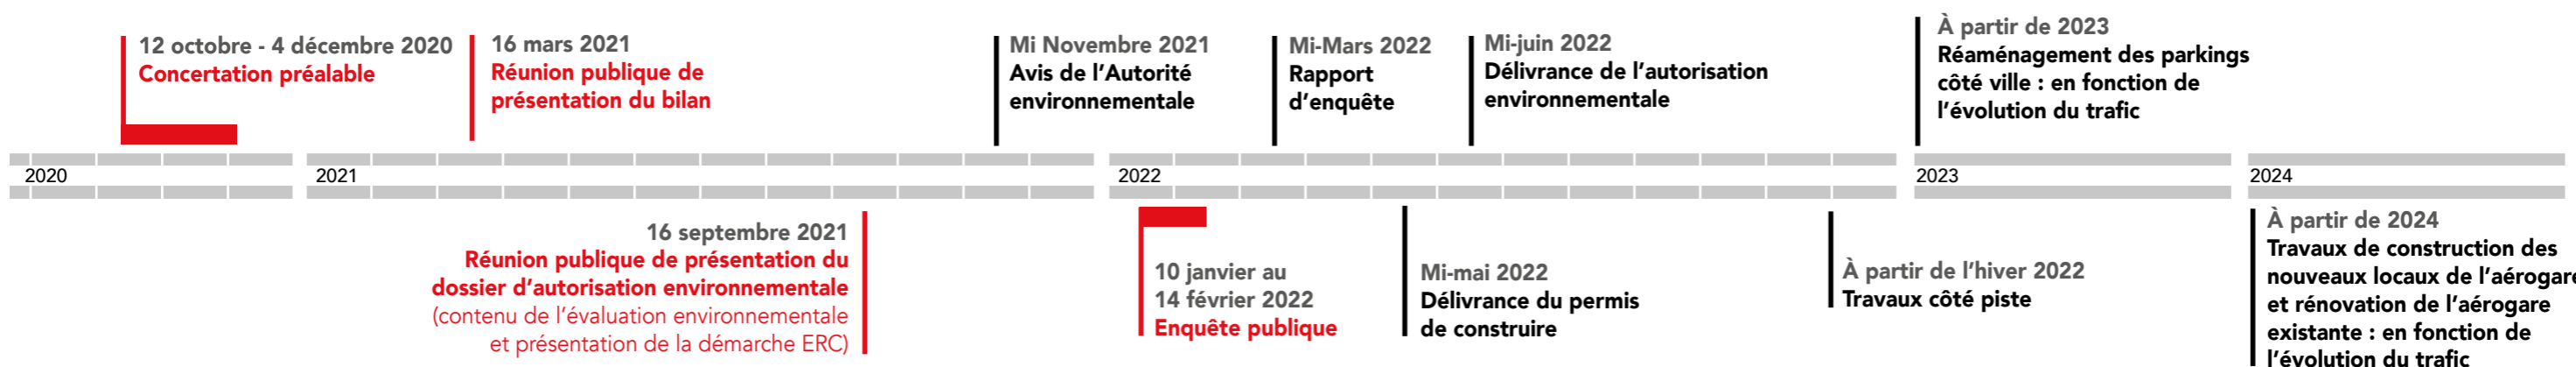 12 octobre - 4 décembre 2020
Concertation préalable
16 mars 2021
Réunion publique de
présentation du bilan
Mi Novembre 2021
Avis de l'Autorité
environnementale
Mi-Mars 2022
Rapport
d'enquête
Mi-juin 2022
Délivrance de l'autorisation
environnementale
À partir de 2023
Réaménagement des parkings
côté ville : en fonction de
l'évolution du trafic
2020
2021
2022
2023
2024
16 septembre 2021
Réunion publique de présentation du
dossier d'autorisation environnementale
(contenu de l'évaluation environnementale
et présentation de la démarche ERC)
10 janvier au
14 février 2022
Enquête publique
Mi-mai 2022
Délivrance du permis
de construire
À partir de l'hiver 2022
Travaux côté piste
À partir de 2024
Travaux de construction des
nouveaux locaux de l'aérogare
et rénovation de l'aérogare
existante : en fonction de
l'évolution du trafic